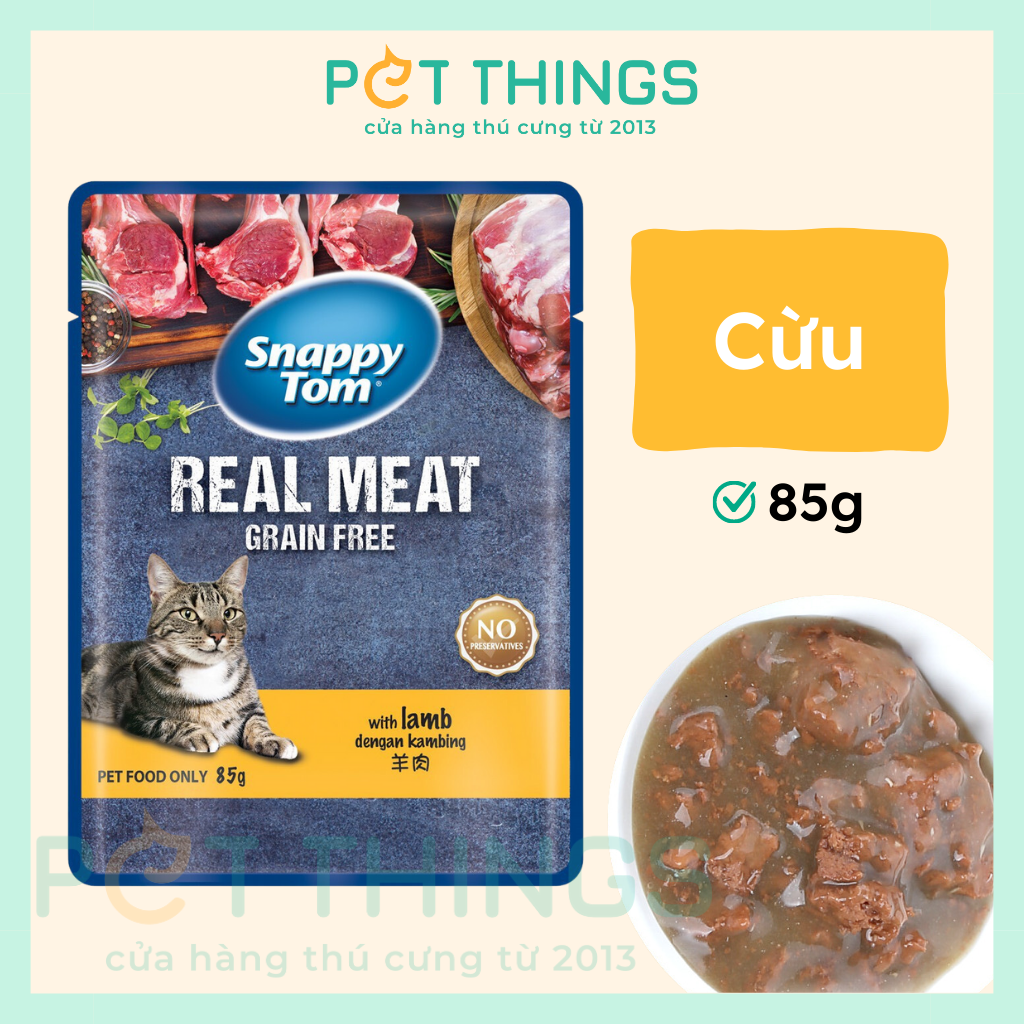 PET THINGS
cửa hàng thú cưng từ 2013
Snappy
Tom®
REAL MEAT
GRAIN FREE
NO
PRESERVATIVES
with lamb
dengan kambing
羊肉
PET FOOD ONLY 85g
Cừu
85g
PET THINGS
cửa hàng thú cưng từ 2013